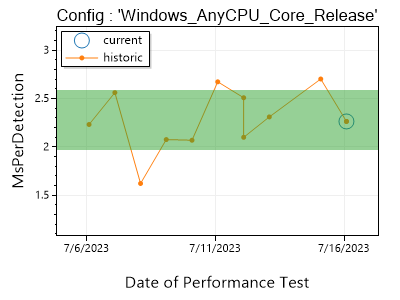 Config : 'Windows_AnyCPU_Core_Release'
current
historic
3
2.5
2
1.5
MsPerDetection
7/6/2023
7/11/2023
7/16/2023
Date of Performance Test